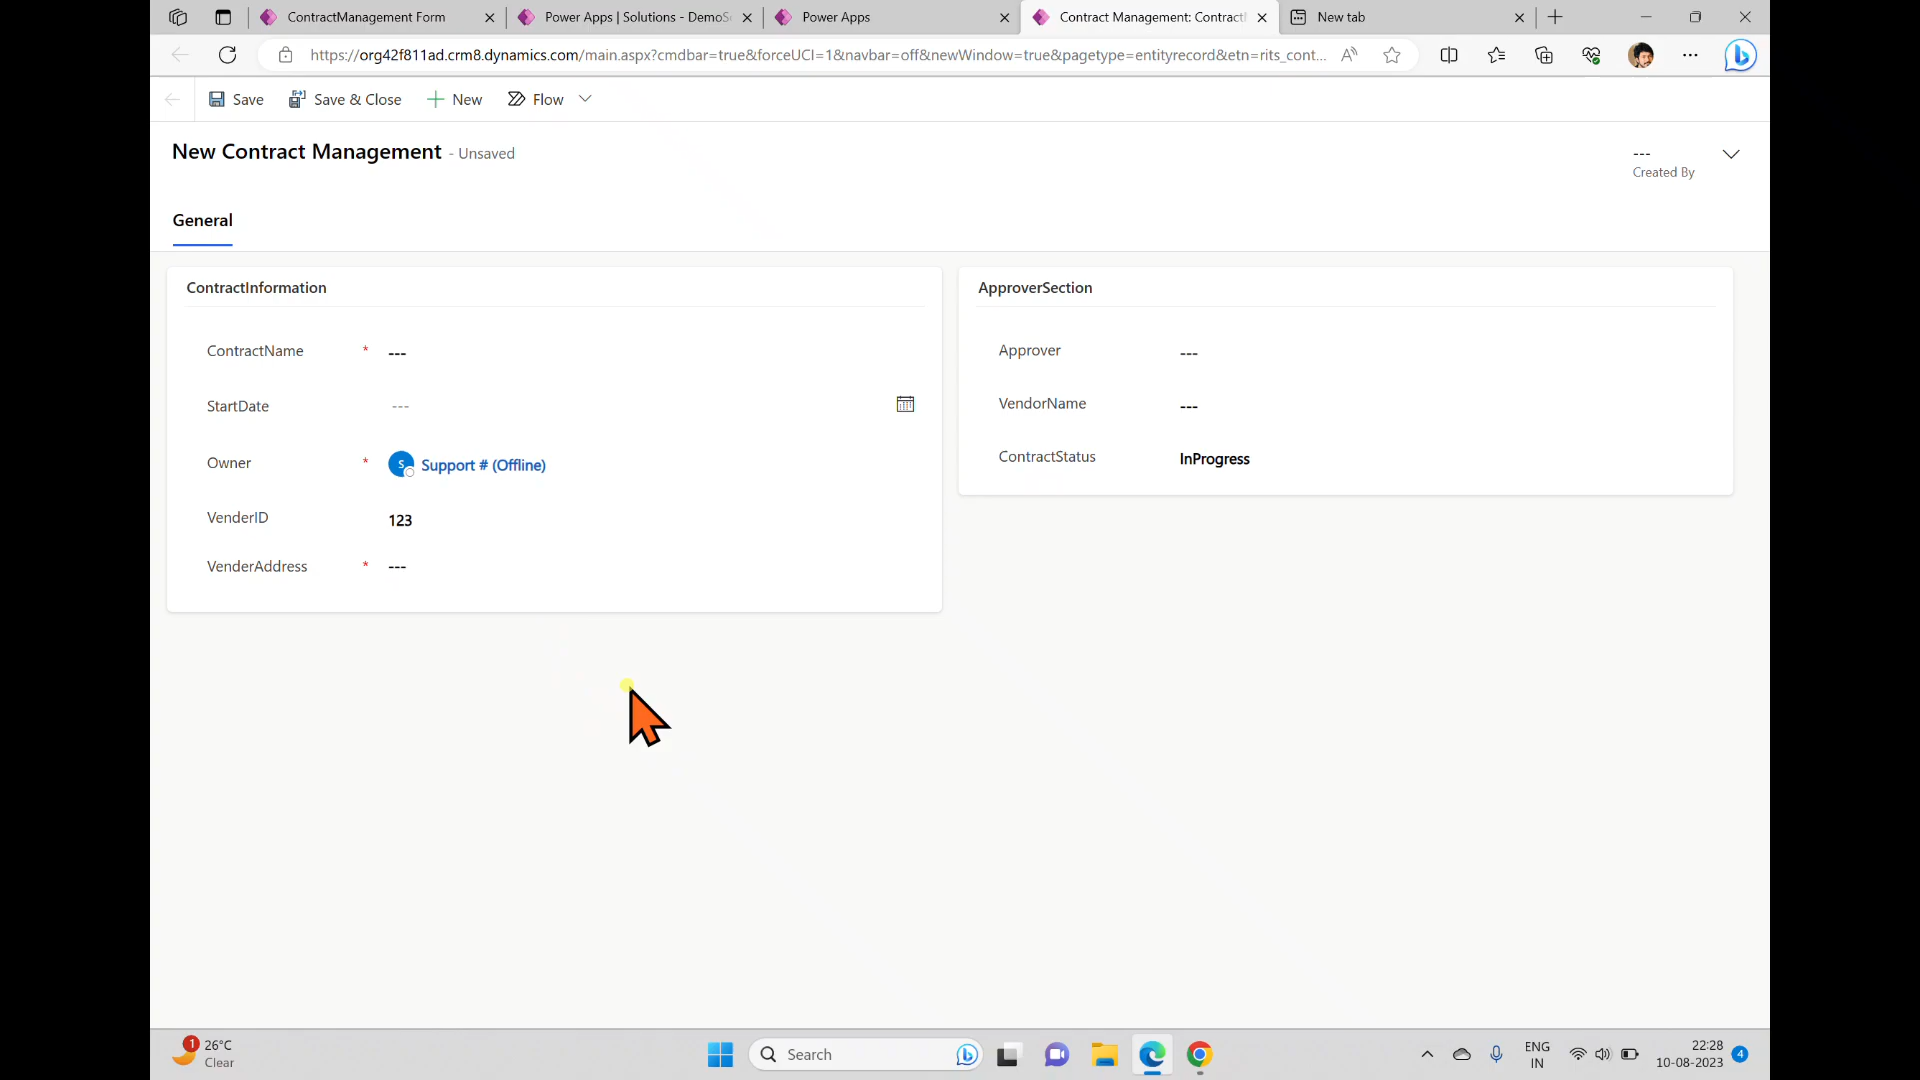 ContractManagement Form
Power Apps | Solutions - DemoSc
Power Apps
Contract Management: Contract
New tab
https://org42f811ad.crm8.dynamics.com/main.aspx?cmdbar=true&forceUCI=1&navbar=off&newWindow=true&pagetype=entityrecord&etn=rits_cont...
Save
Save & Close
New
Flow
New Contract Management - Unsaved
---
Created By
General
ContractInformation
ContractName * ---
StartDate ---
Owner * S Support # (Offline)
VenderID 123
VenderAddress * ---
ApproverSection
Approver ---
VendorName ---
ContractStatus InProgress
1
26°C
Clear
Search
ENG
IN
22:28
10-08-2023
4